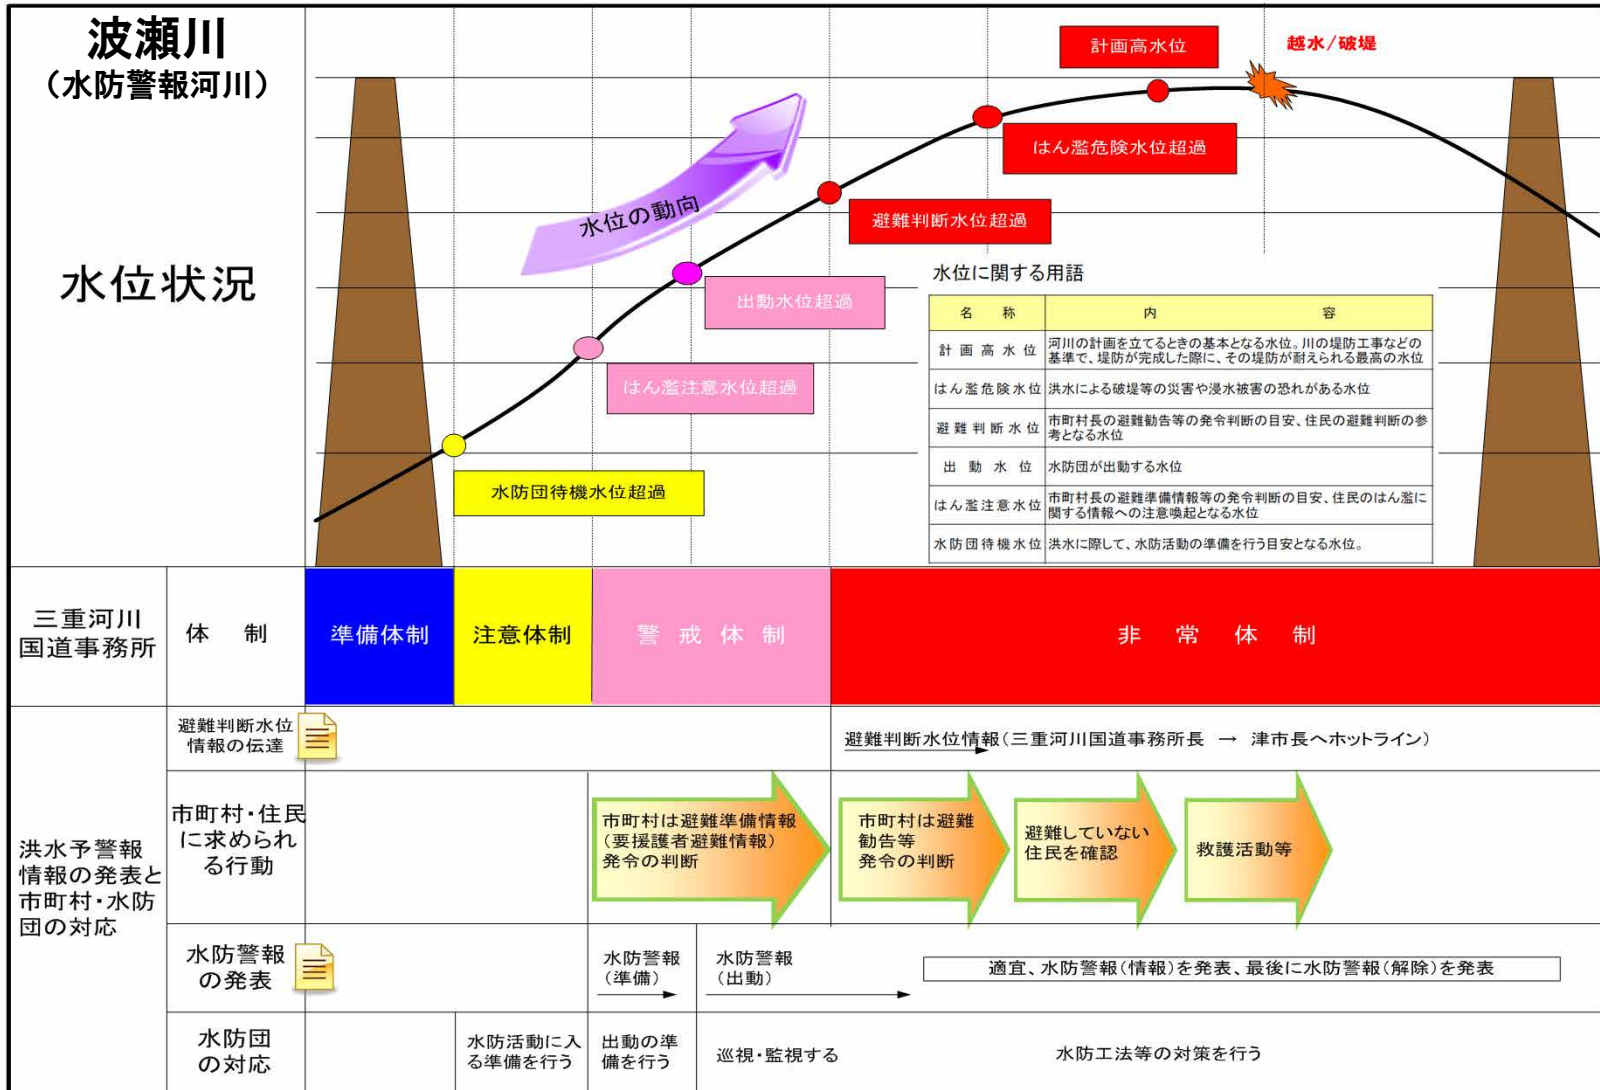 波瀬川
（水防警報河川）
水位状況
計画高水位
越水/破堤
はん濫危険水位超過
避難判断水位超過
水位の動向
出動水位超過
はん濫注意水位超過
水防団待機水位超過
水位に関する用語
名　称
内　容
計画高水位
河川の計画を立てるときの基本となる水位。川の堤防工事などの
基準で、堤防が完成した際に、その堤防が耐えられる最高の水位
はん濫危険水位
洪水による破堤等の災害や浸水被害の恐れがある水位
避難判断水位
市町村長の避難勧告等の発令判断の目安、住民の避難判断の参
考となる水位
出動水位
水防団が出動する水位
はん濫注意水位
市町村長の避難準備情報等の発令判断の目安、住民のはん濫に
関する情報への注意喚起となる水位
水防団待機水位
洪水に際して、水防活動の準備を行う目安となる水位。
三重河川
国道事務所
体　制
準備体制
注意体制
警戒体制
非常体制
洪水予警報
情報の発表と
市町村・水防
団の対応
避難判断水位
情報の伝達
避難判断水位情報（三重河川国道事務所長　→　津市長へホットライン）
市町村・住民
に求められ
る行動
市町村は避難準備情報
（要援護者避難情報）
発令の判断
市町村は避難
勧告等
発令の判断
避難していない
住民を確認
救護活動等
水防警報
の発表
水防警報
（準備）
水防警報
（出動）
適宜、水防警報（情報）を発表、最後に水防警報（解除）を発表
水防団
の対応
水防活動に入
る準備を行う
出動の準
備を行う
巡視・監視する
水防工法等の対策を行う